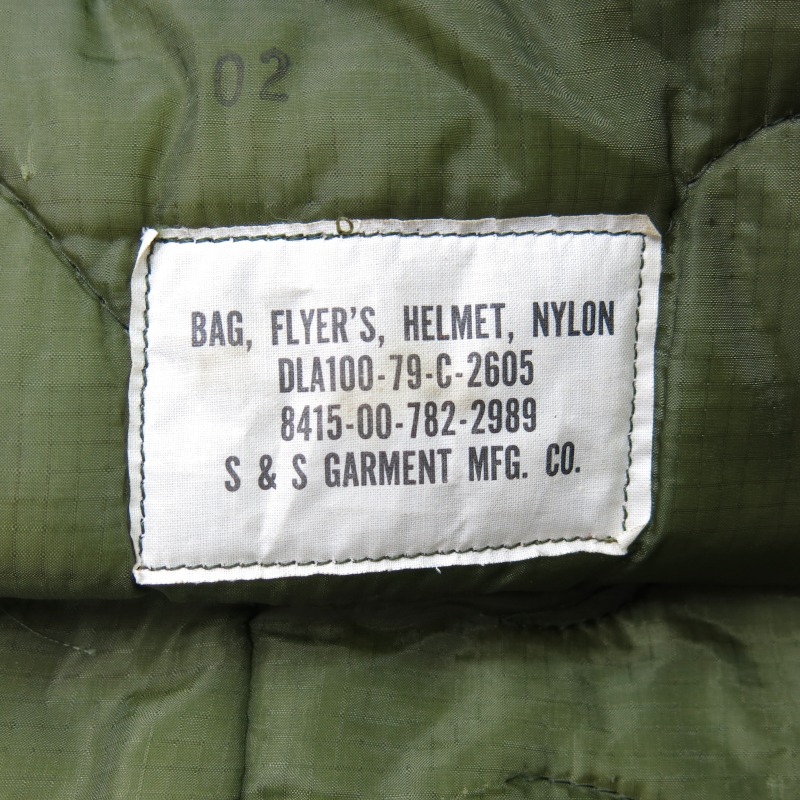 02
BAG, FLYER'S, HELMET, NYLON
DLA100-79-C-2605
8415-00-782-2989
S & S GARMENT MFG. CO.